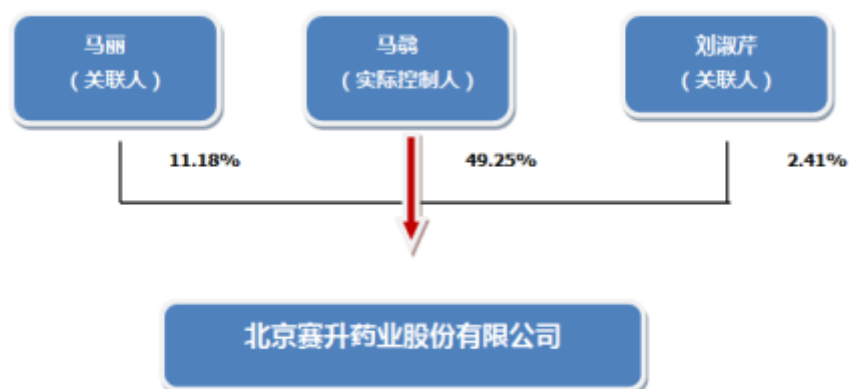 马丽
（关联人）
马骉
（实际控制人）
刘淑芹
（关联人）
11.18%
49.25%
2.41%
北京赛升药业股份有限公司